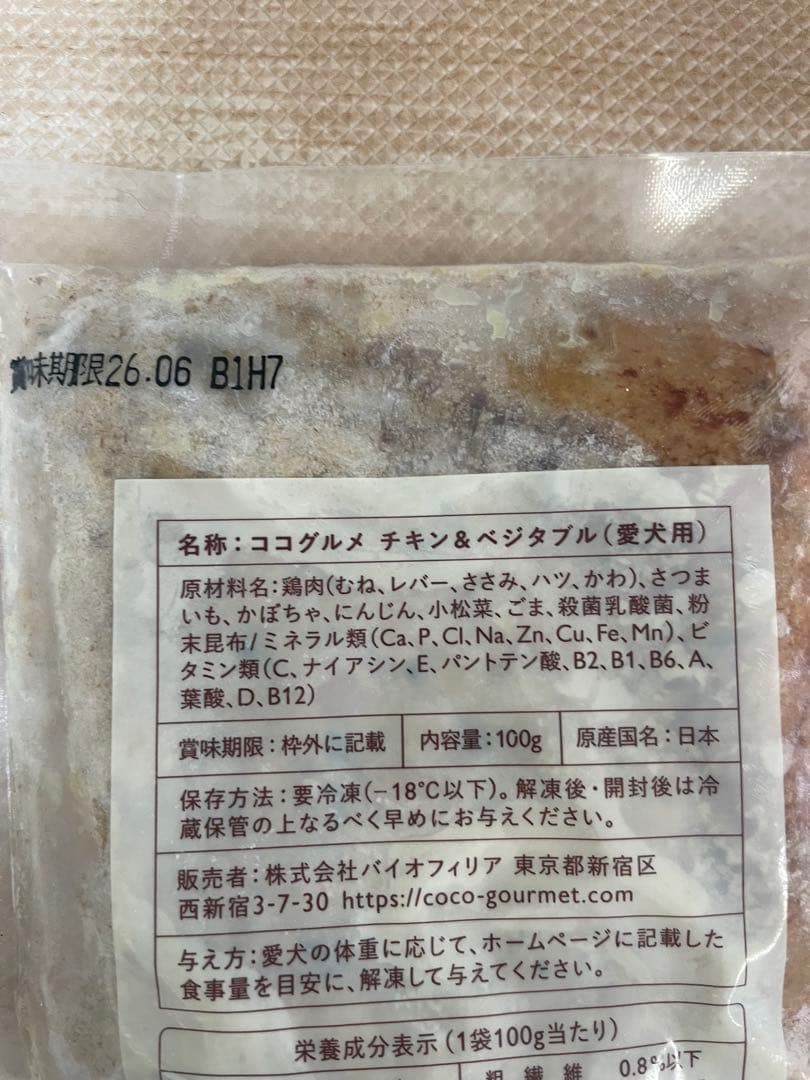 賞味期限26.06 B1H7
名称：ココグルメ チキン＆ベジタブル（愛犬用）
原材料名：鶏肉（むね、レバー、ささみ、ハツ、かわ）、さつま
いも、かぼちゃ、にんじん、小松菜、ごま、殺菌乳酸菌、粉
末昆布/ミネラル類（Ca、P、Cl、Na、Zn、Cu、Fe、Mn）、ビ
タミン類（C、ナイアシン、E、パントテン酸、B2、B1、B6、A、
葉酸、D、B12）
賞味期限：枠外に記載 内容量：100g 原産国名：日本
保存方法：要冷凍（−18℃以下）。解凍後・開封後は冷
蔵保管の上なるべく早めにお与えください。
販売者：株式会社バイオフィリア 東京都新宿区
西新宿3-7-30 https://coco-gourmet.com
与え方：愛犬の体重に応じて、ホームページに記載した
食事量を目安に、解凍して与えてください。
栄養成分表示（1袋100g当たり）
粗繊維 0.8%以下